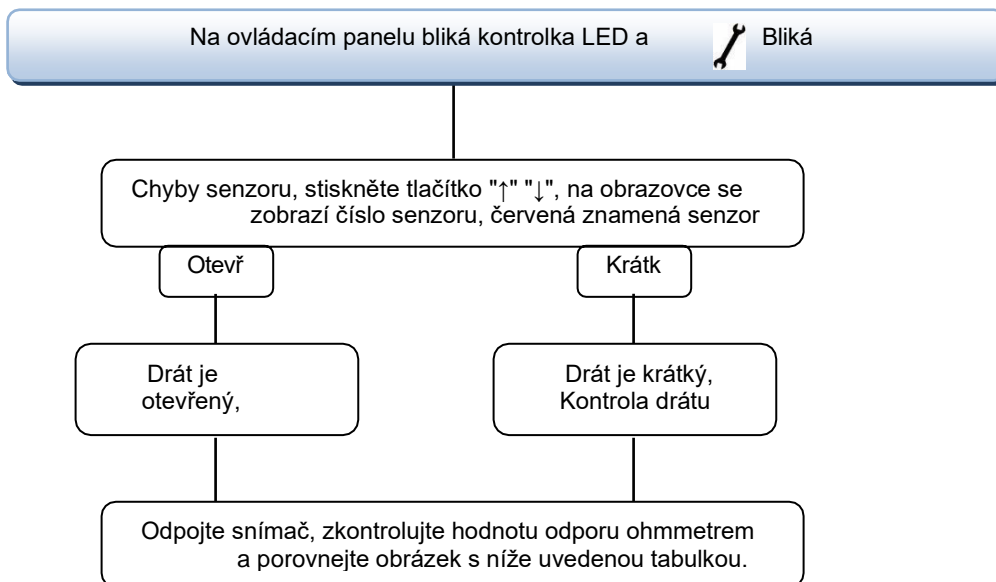 Na ovládacím panelu bliká kontrolka LED a Bliká
Chyby senzoru, stiskněte tlačítko "↑" "↓", na obrazovce se
zobrazí číslo senzoru, červená znamená senzor
Otevř
Krátk
Drát je
otevřený,
Drát je krátký,
Kontrola drátu
Odpojte snímač, zkontrolujte hodnotu odporu ohmmetrem
a porovnejte obrázek s níže uvedenou tabulkou.